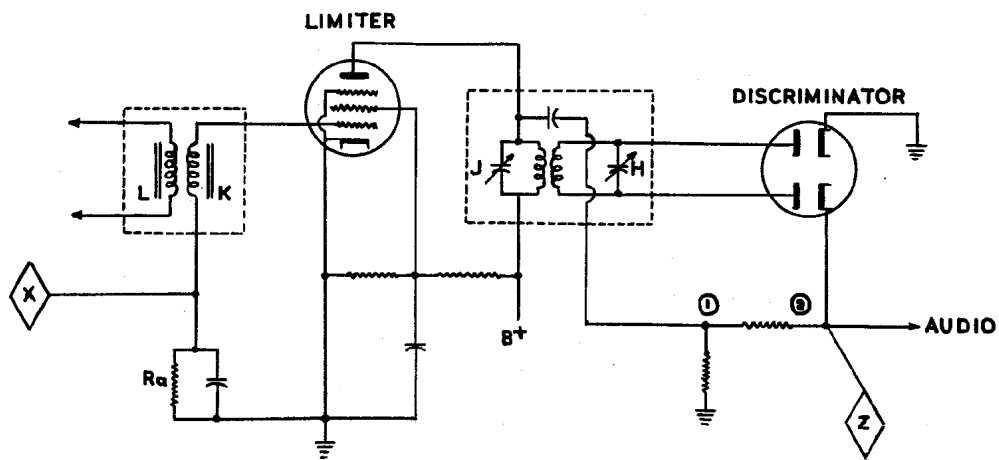 LIMITER
DISCRIMINATOR
L
K
J
H
X
Ra
B+
1
2
AUDIO
Z